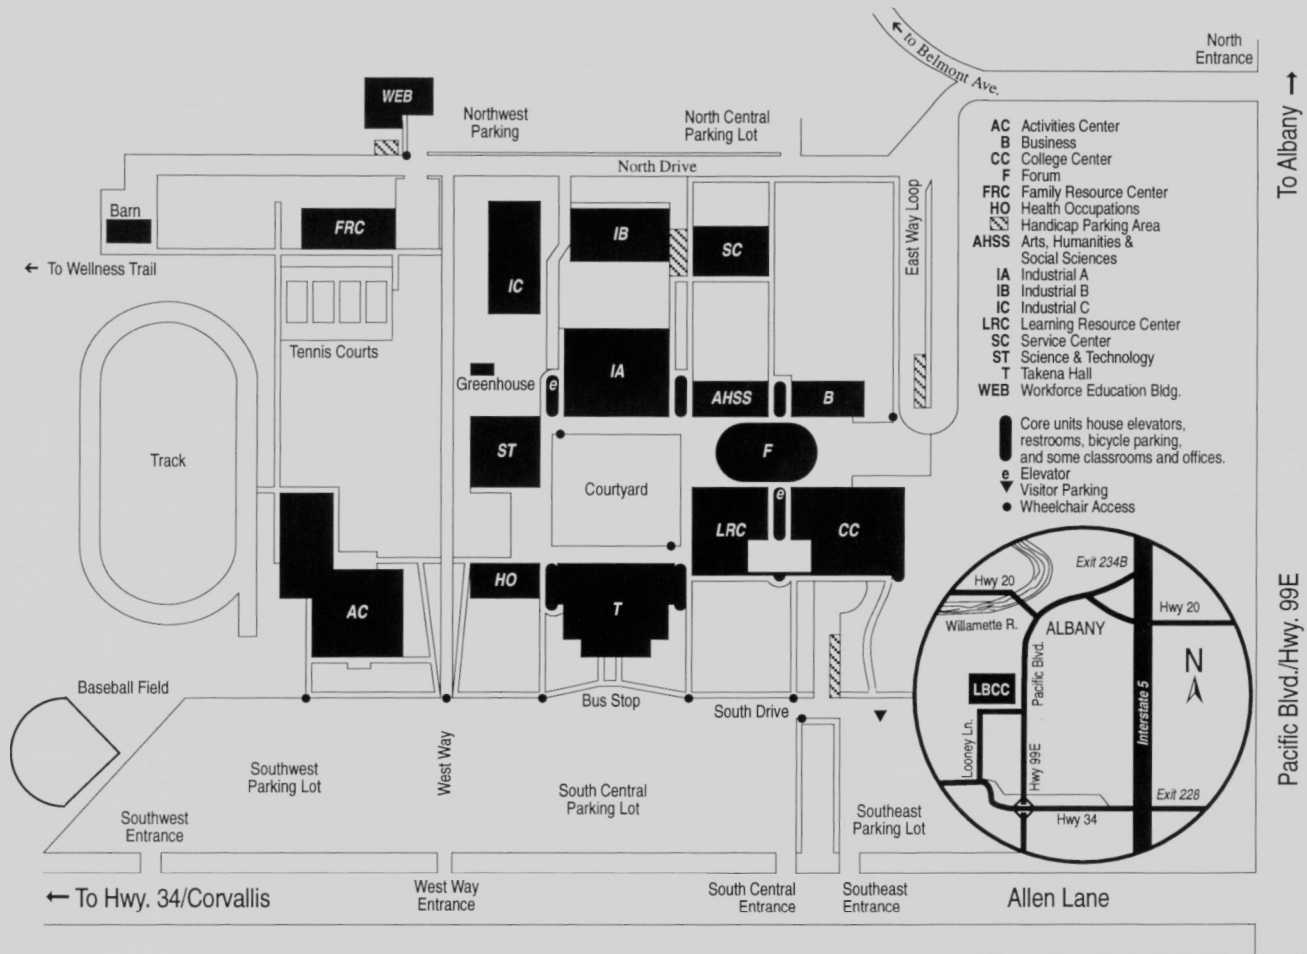 ← to Belmont Ave.
North
Entrance
To Albany →
WEB
Northwest
Parking
North Central
Parking Lot
North Drive
AC Activities Center
B Business
CC College Center
F Forum
FRC Family Resource Center
HO Health Occupations
Handicap Parking Area
AHSS Arts, Humanities &
Social Sciences
IA Industrial A
IB Industrial B
IC Industrial C
LRC Learning Resource Center
SC Service Center
ST Science & Technology
T Takena Hall
WEB Workforce Education Bldg.
Core units house elevators,
restrooms, bicycle parking,
and some classrooms and offices.
e Elevator
▼ Visitor Parking
• Wheelchair Access
Barn
FRC
IB
SC
East Way Loop
← To Wellness Trail
IC
Tennis Courts
Greenhouse
IA
e
AHSS
B
Track
ST
F
Courtyard
e
LRC
CC
HO
AC
T
Baseball Field
Bus Stop
South Drive
West Way
Southwest
Parking Lot
South Central
Parking Lot
Southeast
Parking Lot
Southwest
Entrance
Exit 234B
Hwy 20
Hwy 20
Willamette R.
ALBANY
Pacific Blvd.
N
LBCC
Interstate 5
Looney Ln.
Hwy 99E
Exit 228
Hwy 34
Pacific Blvd./Hwy. 99E
← To Hwy. 34/Corvallis
West Way
Entrance
South Central
Entrance
Southeast
Entrance
Allen Lane